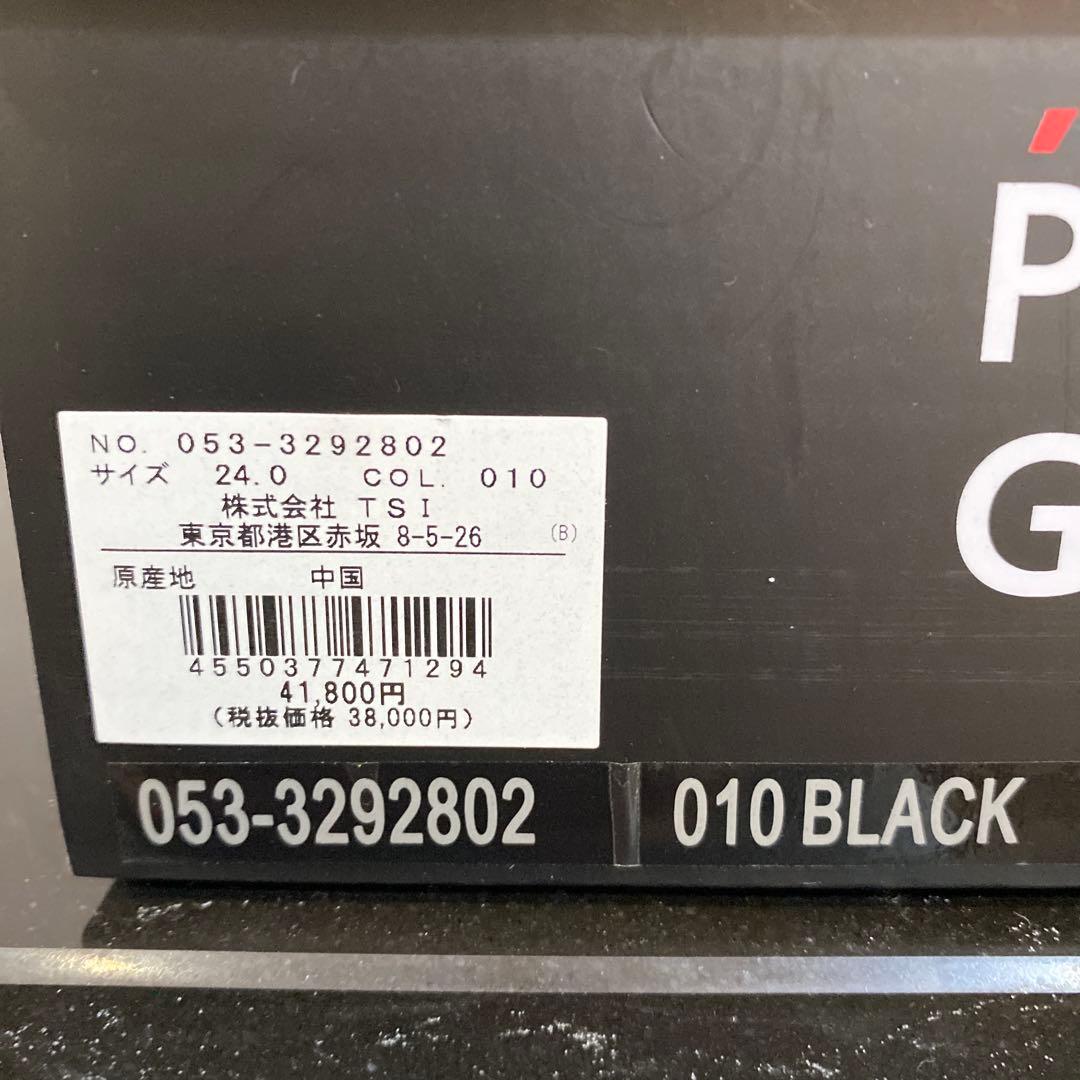 P
G
NO. 053-3292802
サイズ 24.0 COL. 010
株式会社 TSI
東京都港区赤坂 8-5-26 (B)
原産地 中国
4550377471294
41,800円
(税抜価格 38,000円)
053-3292802 010 BLACK